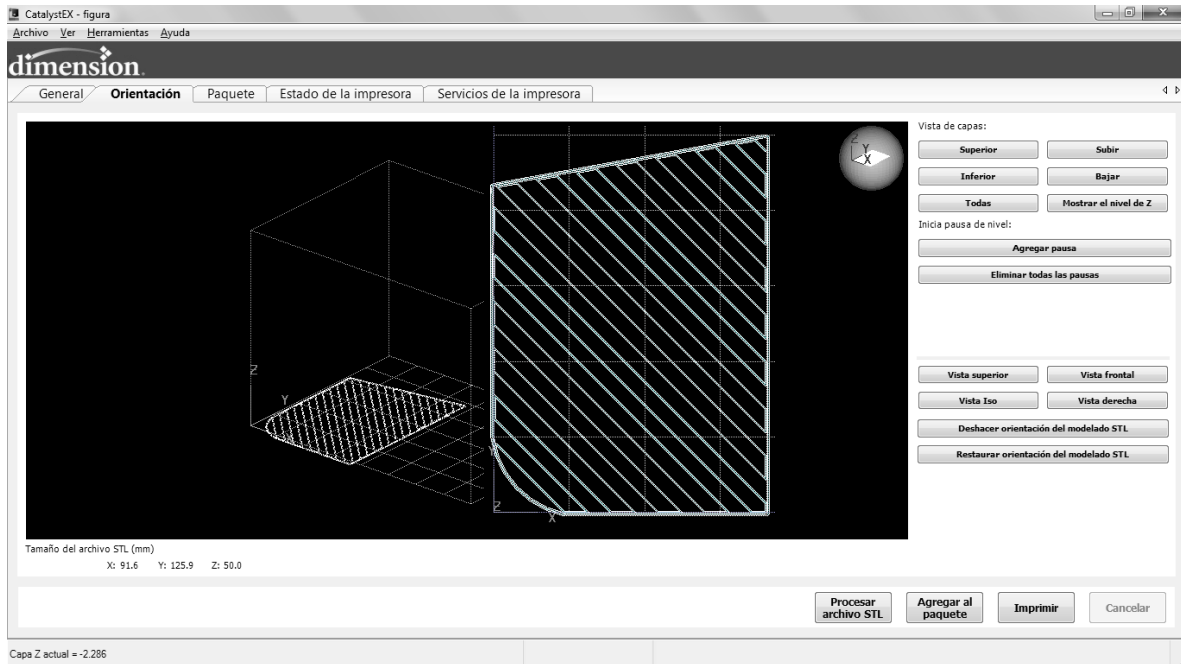 CatalystEX - figura
Archivo Ver Herramientas Ayuda
dimension.
General Orientación Paquete Estado de la impresora Servicios de la impresora
Vista de capas:
Superior Subir
Inferior Bajar
Todas Mostrar el nivel de Z
Inicia pausa de nivel:
Agregar pausa
Eliminar todas las pausas
Z
Y
X
Z
Y
X
Z
Y
X
Vista superior Vista frontal
Vista Iso Vista derecha
Deshacer orientación del modelado STL
Restaurar orientación del modelado STL
Tamaño del archivo STL (mm)
X: 91.6 Y: 125.9 Z: 50.0
Procesar archivo STL
Agregar al paquete
Imprimir
Cancelar
Capa Z actual = -2.286